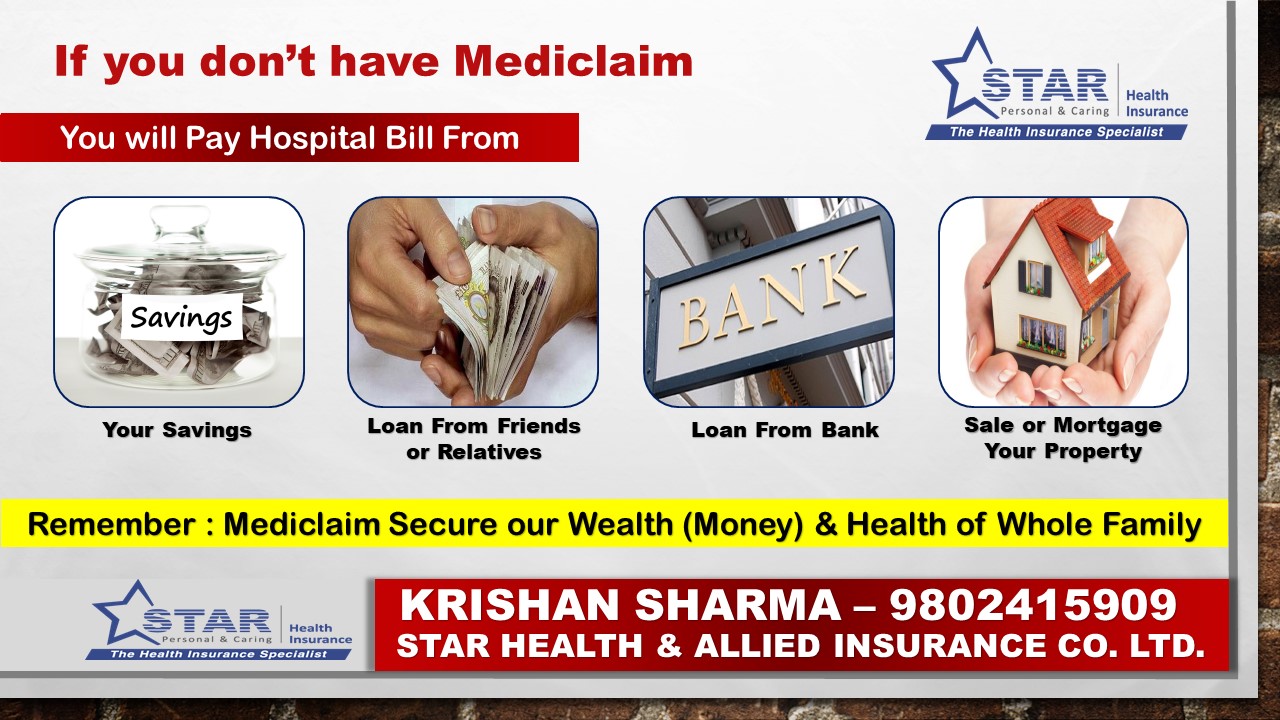 If you don’t have Mediclaim
STAR
Personal & Caring
Health
Insurance
The Health Insurance Specialist
You will Pay Hospital Bill From
Savings
BANK
Your Savings
Loan From Friends
or Relatives
Loan From Bank
Sale or Mortgage
Your Property
Remember : Mediclaim Secure our Wealth (Money) & Health of Whole Family
STAR
Personal & Caring
Health
Insurance
The Health Insurance Specialist
KRISHAN SHARMA – 9802415909
STAR HEALTH & ALLIED INSURANCE CO. LTD.